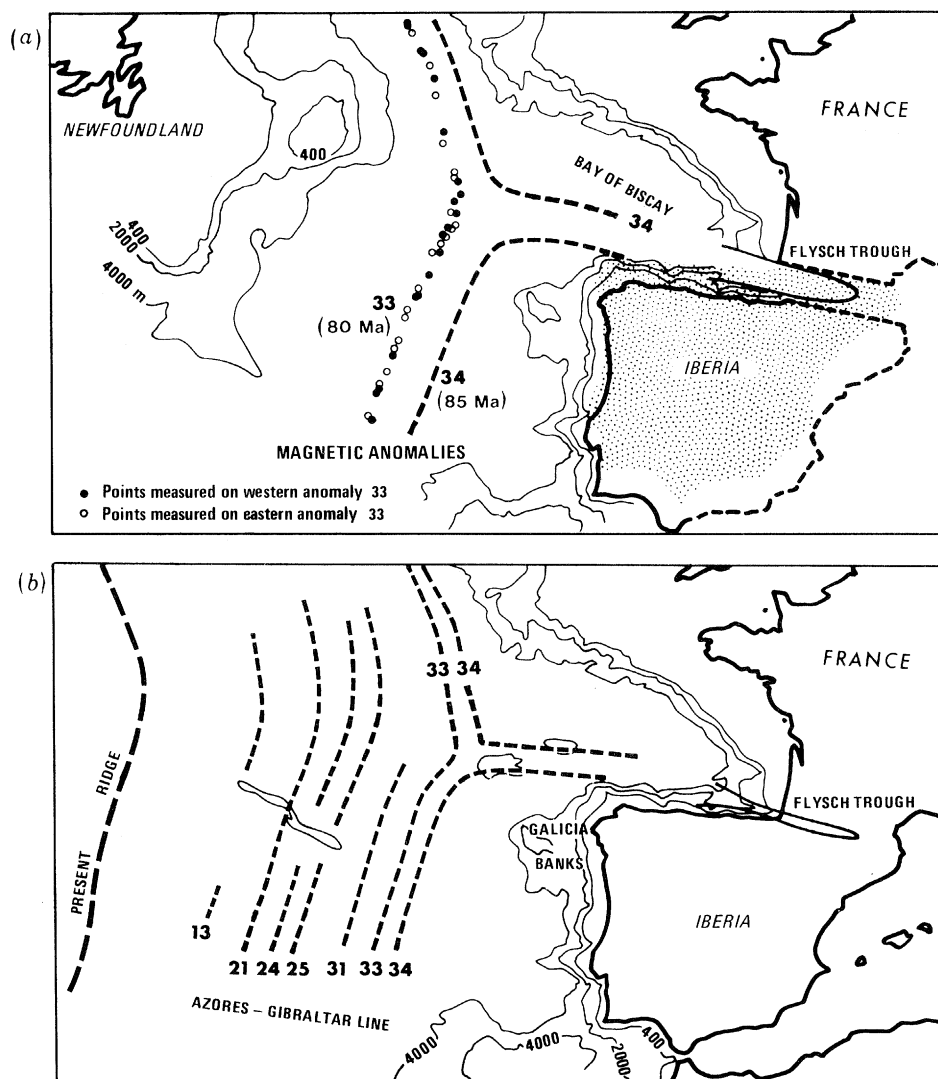 (a)
NEWFOUNDLAND
400
400
2000
4000 m
FRANCE
BAY OF BISCAY
34
FLYSCH TROUGH
33
(80 Ma)
IBERIA
34
(85 Ma)
MAGNETIC ANOMALIES
● Points measured on western anomaly 33
○ Points measured on eastern anomaly 33
(b)
33 34
FRANCE
PRESENT RIDGE
FLYSCH TROUGH
GALICIA
BANKS
IBERIA
13
21 24 25 31 33 34
AZORES – GIBRALTAR LINE
4000
4000
2000
400